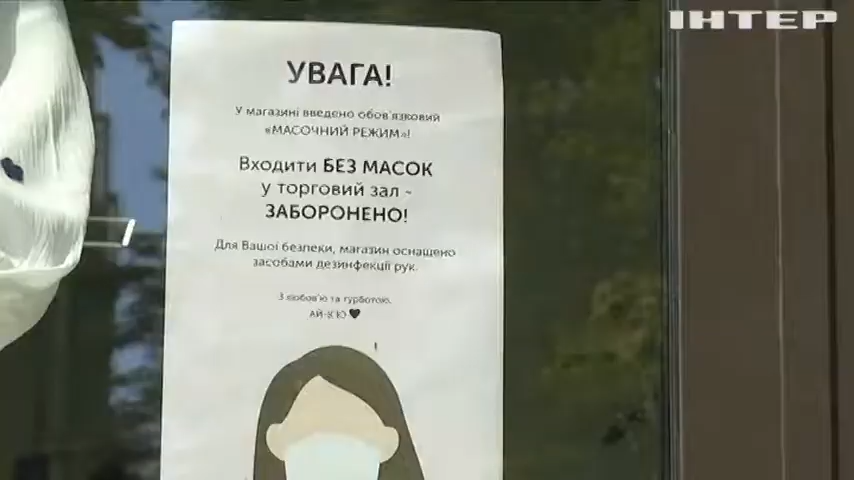 ІНТЕР
УВАГА!
У магазині введено обов'язковий
«МАСОЧНИЙ РЕЖИМ»!
Входити БЕЗ МАСОК
у торговий зал -
ЗАБОРОНЕНО!
Для Вашої безпеки, магазин оснащено
засобами дезинфекції рук.
З любов'ю та турботою,
АЙ-К'Ю